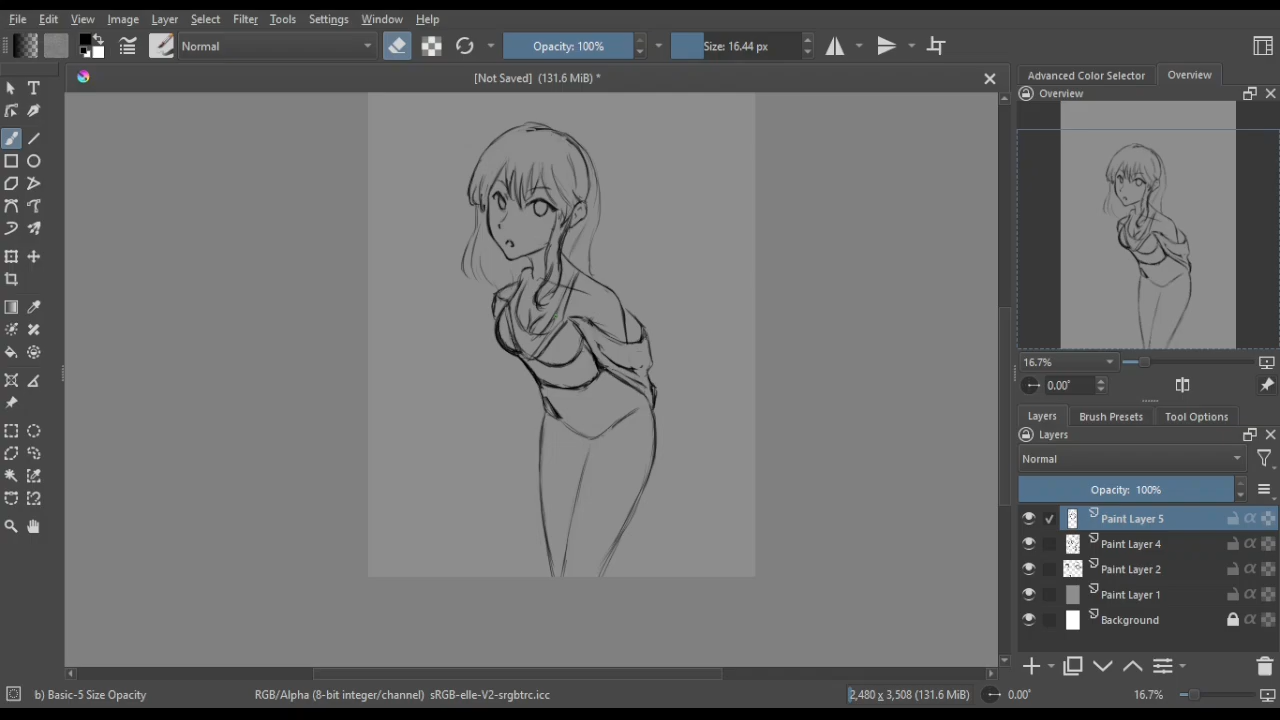 File Edit View Image Layer Select Filter Tools Settings Window Help
Normal Opacity: 100% Size: 16.44 px
[Not Saved] (131.6 MiB) *
Advanced Color Selector Overview
Overview
16.7%
0.00°
Layers Brush Presets Tool Options
Layers
Normal
Opacity: 100%
Paint Layer 5
Paint Layer 4
Paint Layer 2
Paint Layer 1
Background
b) Basic-5 Size Opacity RGB/Alpha (8-bit integer/channel) sRGB-elle-V2-srgbtrc.icc 2,480 x 3,508 (131.6 MiB) 0.00° 16.7%